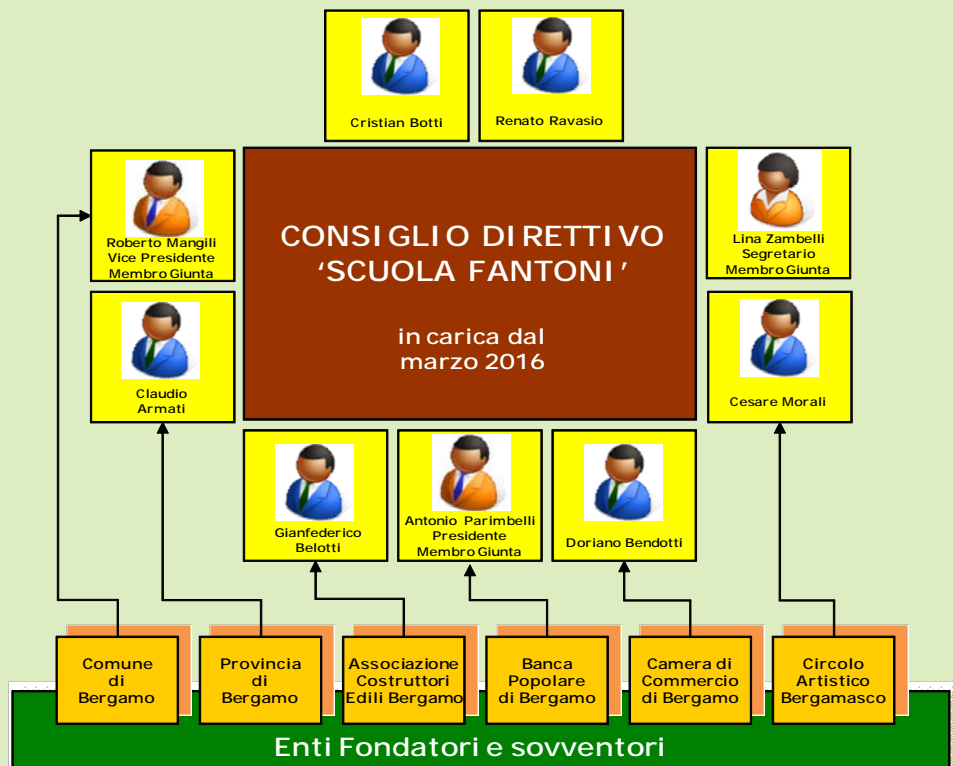 Cristian Botti
Renato Ravasio
Roberto Mangili
Vice Presidente
Membro Giunta
CONSIGLIO DIRETTIVO
‘SCUOLA FANTONI’
in carica dal
marzo 2016
Lina Zambelli
Segretario
Membro Giunta
Claudio
Armati
Cesare Morali
Gianfederico
Belotti
Antonio Parimbelli
Presidente
Membro Giunta
Doriano Bendotti
Comune
di
Bergamo
Provincia
di
Bergamo
Associazione
Costruttori
Edili Bergamo
Banca
Popolare
di Bergamo
Camera di
Commercio
di Bergamo
Circolo
Artistico
Bergamasco
Enti Fondatori e sovventori